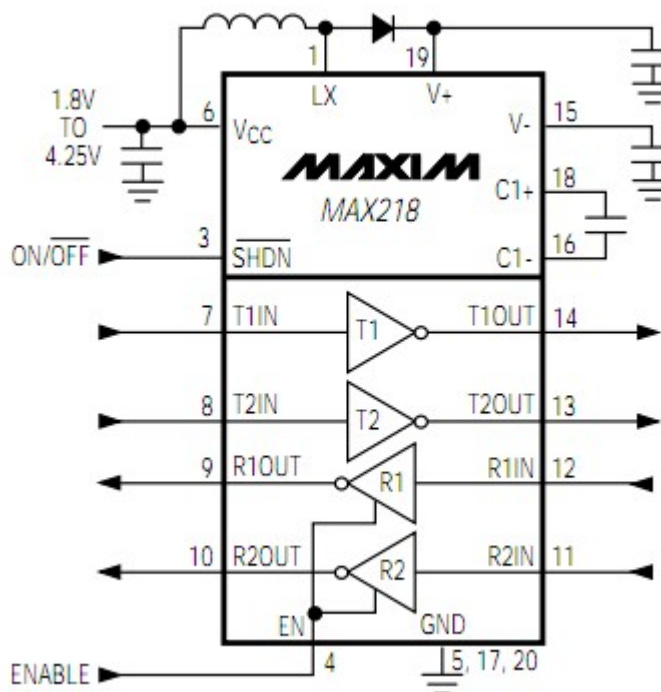 1 19
LX V+
1.8V
TO
4.25V
6 VCC V- 15
MAXIM
MAX218
C1+ 18
C1- 16
ON/O̅F̅F̅ 3 S̅H̅D̅N̅
7 T1IN T1 T1OUT 14
8 T2IN T2 T2OUT 13
9 R1OUT R1 R1IN 12
10 R2OUT R2 R2IN 11
EN GND
4 5, 17, 20
ENABLE